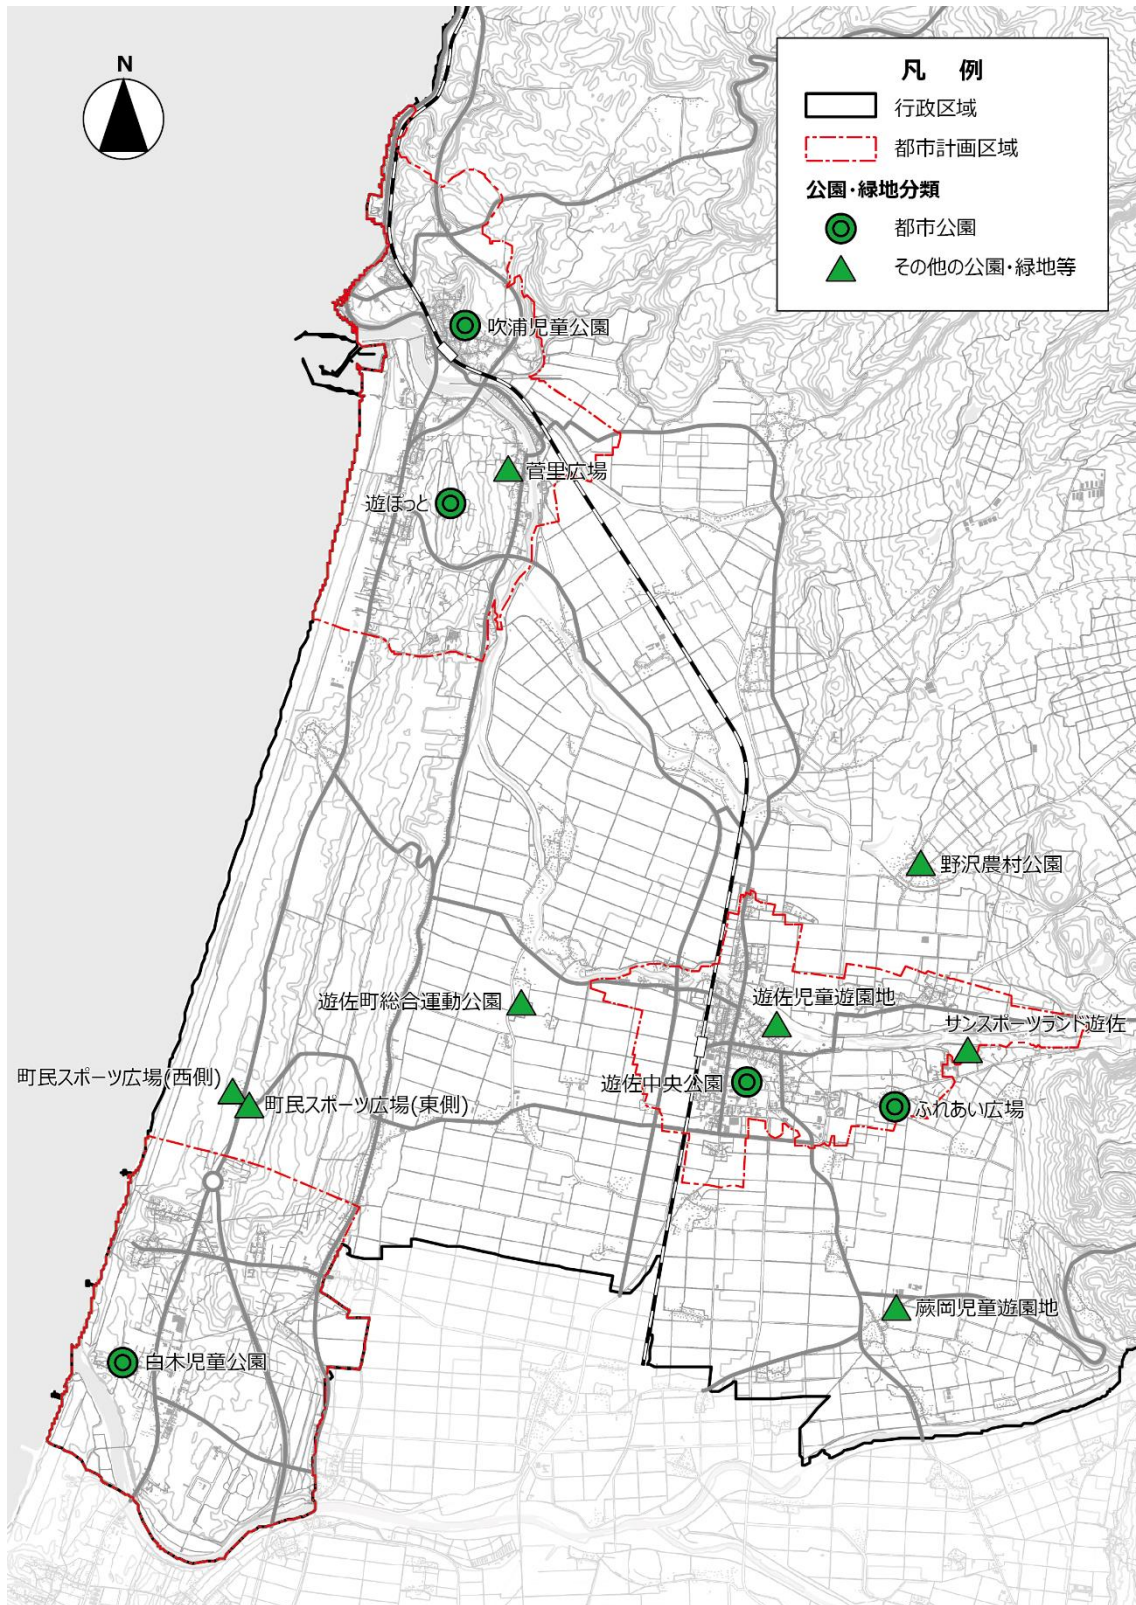 N
凡 例
行政区域
都市計画区域
公園・緑地分類
都市公園
その他の公園・緑地等
吹浦児童公園
菅里広場
遊ぽっと
野沢農村公園
遊佐町総合運動公園
遊佐児童遊園地
サンスポーツランド遊佐
町民スポーツ広場(西側)
町民スポーツ広場(東側)
遊佐中央公園
ふれあい広場
蕨岡児童遊園地
白木児童公園